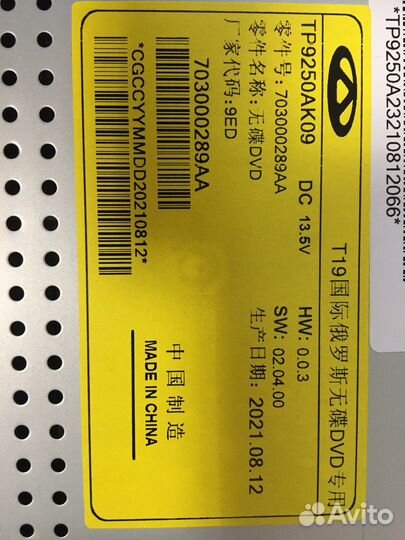 T19国际俄罗斯无碟DVD专用
TP9250AK09 DC 13.5V HW: 0.0.3
零件号: 703000289AA SW: 02.04.00
零件名称: 无碟DVD 生产日期: 2021.08.12
厂家代码: 9ED
703000289AA
中国制造
MADE IN CHINA
*CGCCYYMMDD20210812*
*TP9250A23210812066*
Avito